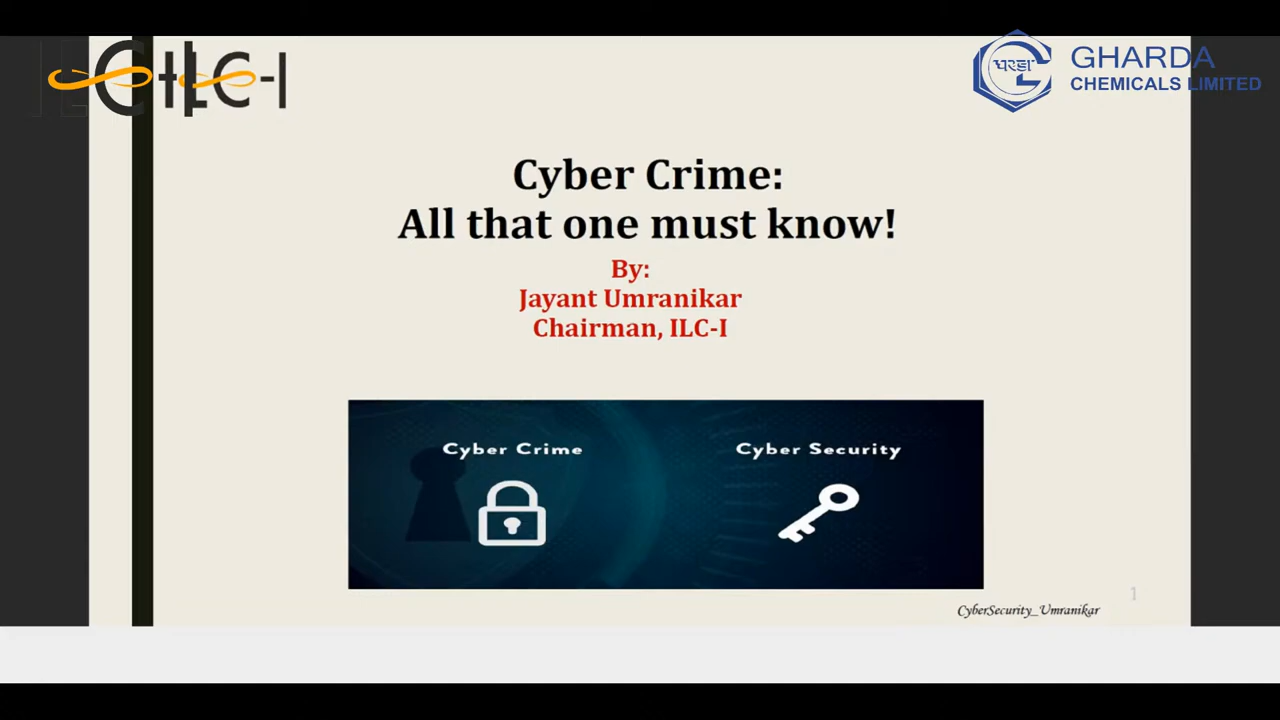 ILC-I
घरडा
GHARDA
CHEMICALS LIMITED
Cyber Crime:
All that one must know!
By:
Jayant Umranikar
Chairman, ILC-I
Cyber Crime
Cyber Security
1
CyberSecurity_Umranikar